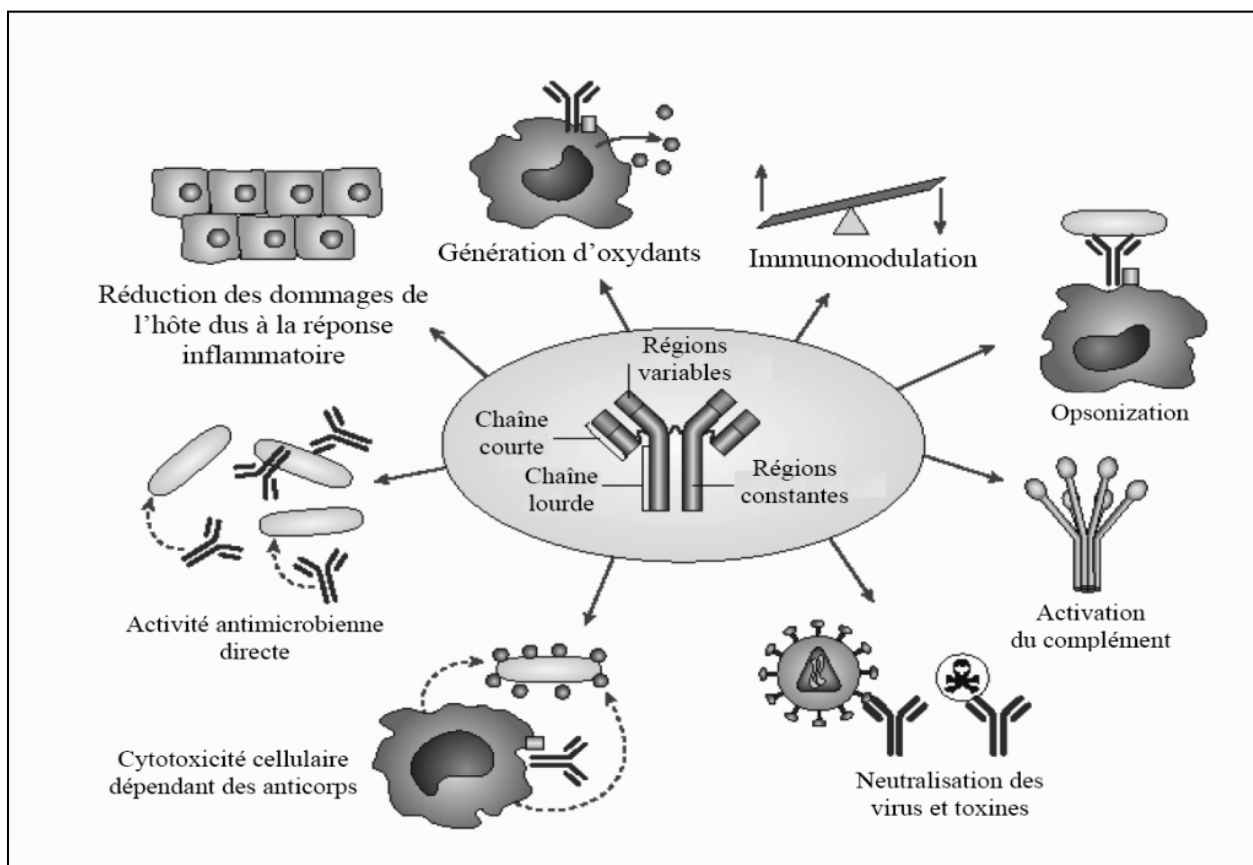 Génération d'oxydants
Immunomodulation
Réduction des dommages de
l'hôte dus à la réponse
inflammatoire
Régions
variables
Chaîne
courte
Chaîne
lourde
Régions
constantes
Opsonization
Activité antimicrobienne
directe
Activation
du complément
Cytotoxicité cellulaire
dépendant des anticorps
Neutralisation des
virus et toxines